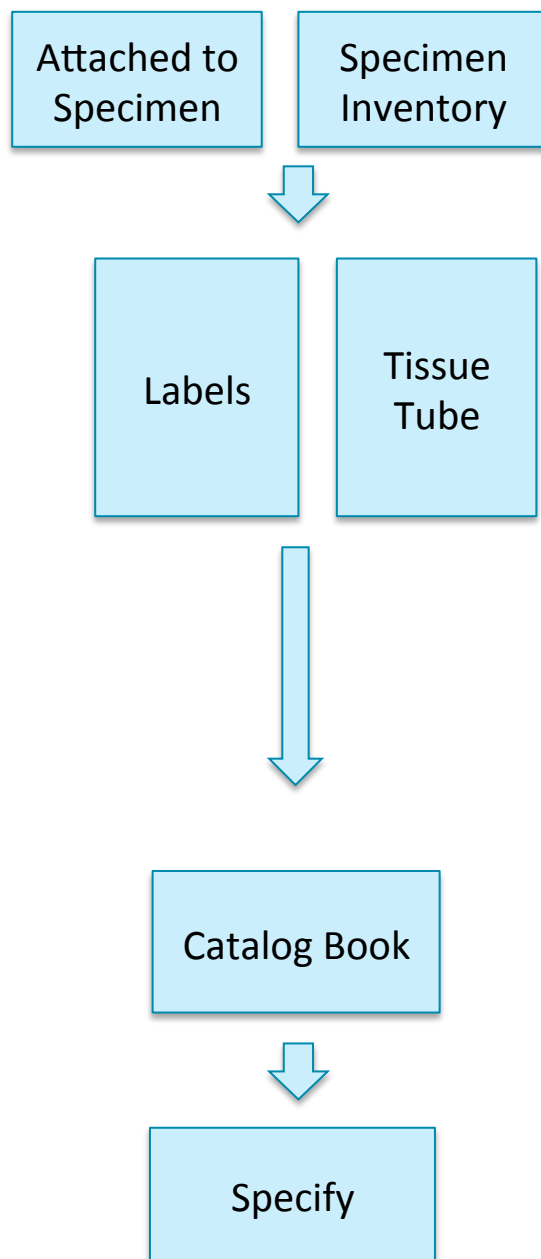 Attached to
Specimen
Specimen
Inventory
Labels
Tissue
Tube
Catalog Book
Specify